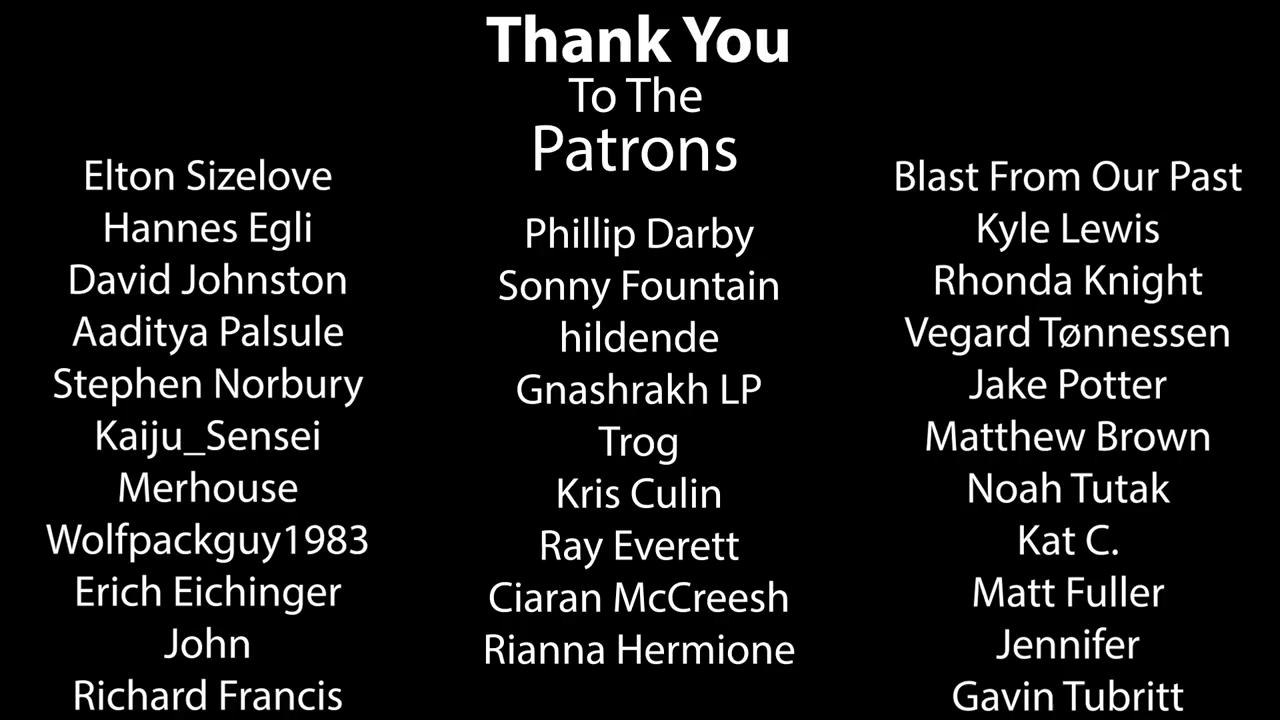 Thank You
To The
Patrons
Elton Sizelove
Hannes Egli
David Johnston
Aaditya Palsule
Stephen Norbury
Kaiju_Sensei
Merhouse
Wolfpackguy1983
Erich Eichinger
John
Richard Francis
Phillip Darby
Sonny Fountain
hildende
Gnashrakh LP
Trog
Kris Culin
Ray Everett
Ciaran McCreesh
Rianna Hermione
Blast From Our Past
Kyle Lewis
Rhonda Knight
Vegard Tønnessen
Jake Potter
Matthew Brown
Noah Tutak
Kat C.
Matt Fuller
Jennifer
Gavin Tubritt